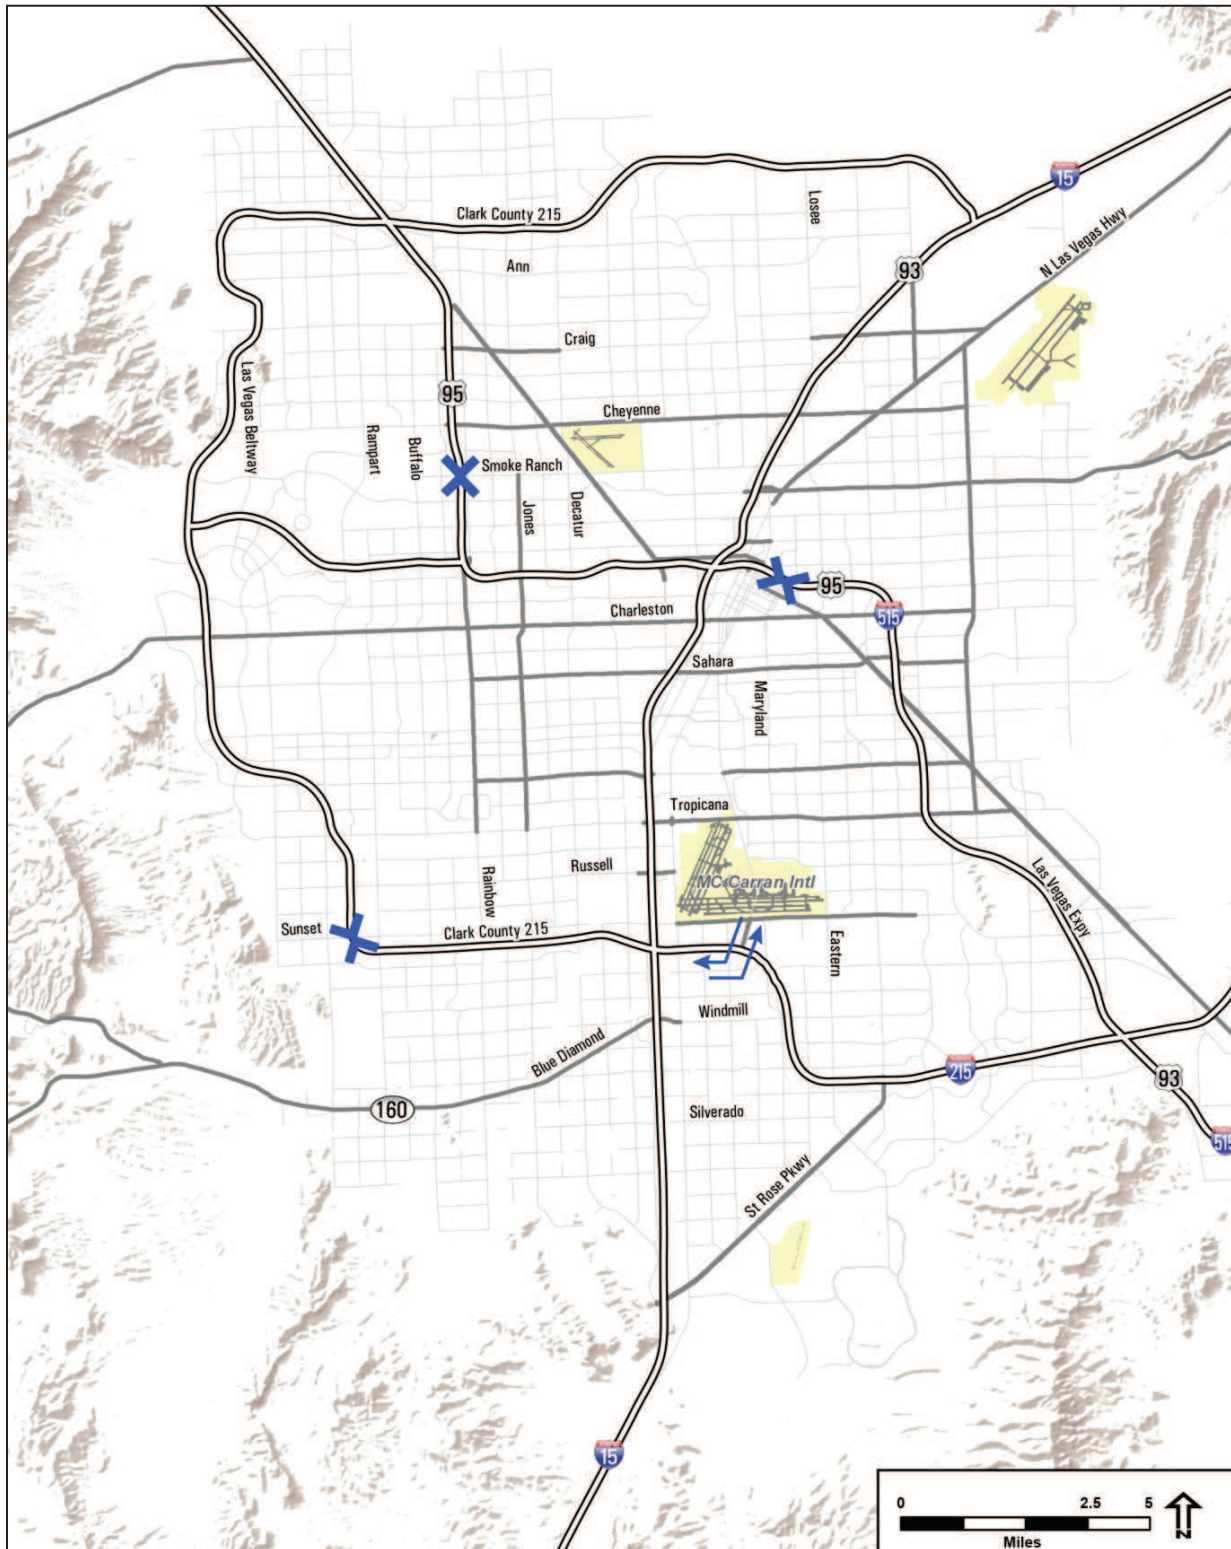 Clark County 215
Losee
15
N Las Vegas Hwy
Ann
93
Craig
Las Vegas Beltway
95
Cheyenne
Rampart
Buffalo
Smoke Ranch
Jones
Decatur
95
Charleston
515
Sahara
Maryland
Tropicana
Russell
Rainbow
MC Carran Intl
Las Vegas Expy
Sunset
Clark County 215
Eastern
Windmill
Blue Diamond
215
93
160
Silverado
515
St Rose Pkwy
15
0 2.5 5
Miles
N